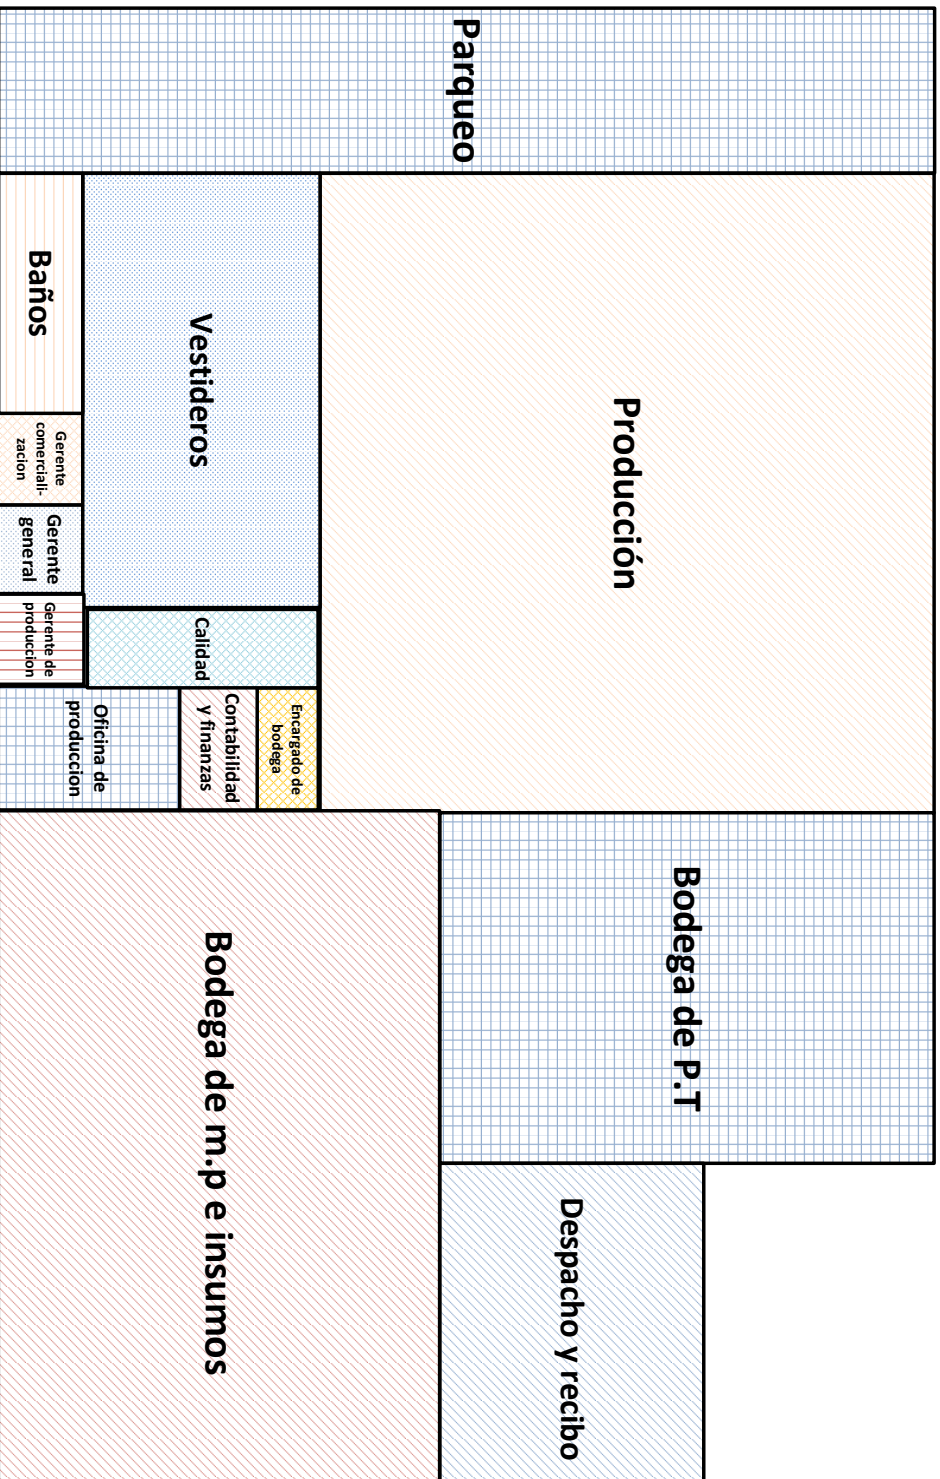 Parqueo
Producción
Vestideros
Baños
Gerente
comerciali-
zacion
Gerente
general
Gerente de
produccion
Calidad
Encargado de
bodega
Contabilidad
y finanzas
Oficina de
produccion
Bodega de P.T
Bodega de m.p e insumos
Despacho y recibo